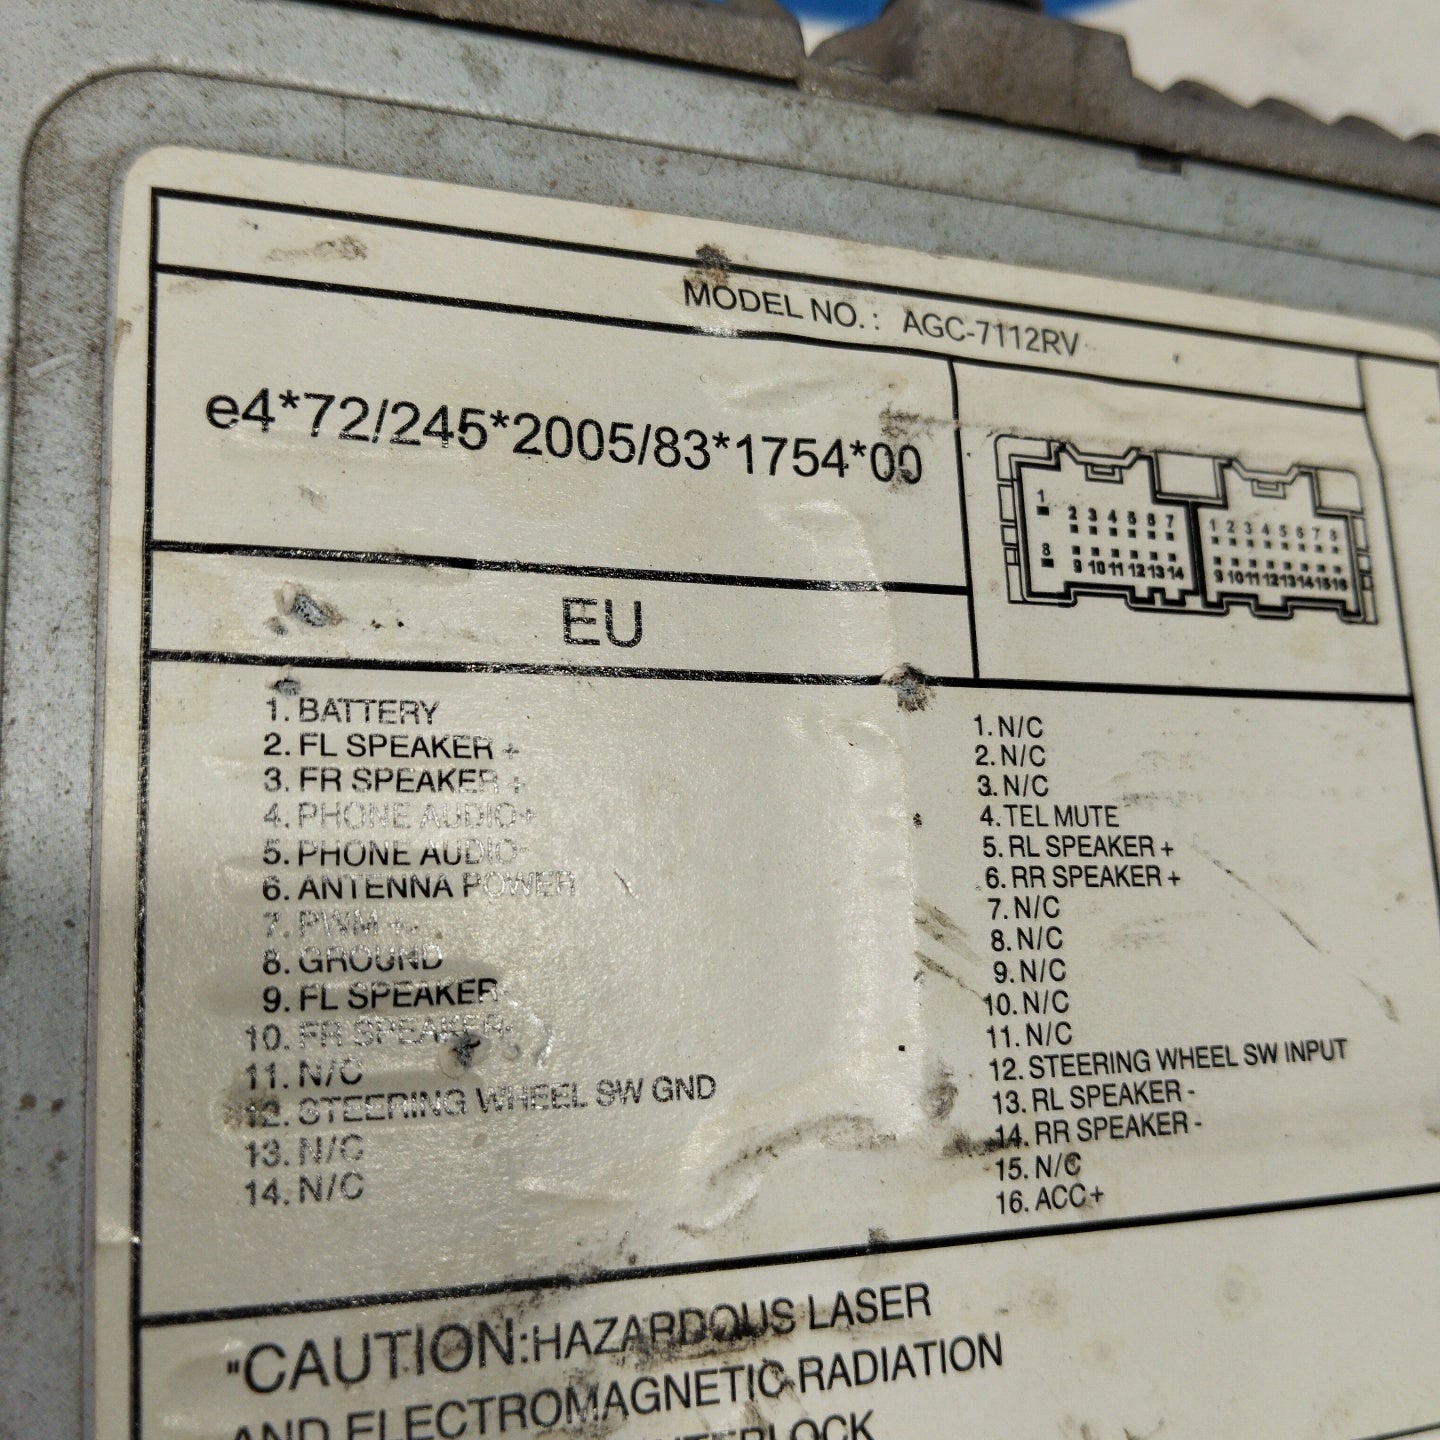 MODEL NO.: AGC-7112RV
e4*72/245*2005/83*1754*00
1 2 3 4 5 6 7
8 9 10 11 12 13 14
1 2 3 4 5 6 7 8
9 10 11 12 13 14 15 16
EU
1. BATTERY
2. FL SPEAKER +
3. FR SPEAKER +
4. PHONE AUDIO+
5. PHONE AUDIO-
6. ANTENNA POWER
7. PWM +
8. GROUND
9. FL SPEAKER-
10. FR SPEAKER-
11. N/C
12. STEERING WHEEL SW GND
13. N/C
14. N/C
1. N/C
2. N/C
3. N/C
4. TEL MUTE
5. RL SPEAKER +
6. RR SPEAKER +
7. N/C
8. N/C
9. N/C
10. N/C
11. N/C
12. STEERING WHEEL SW INPUT
13. RL SPEAKER -
14. RR SPEAKER -
15. N/C
16. ACC+
"CAUTION:HAZARDOUS LASER
AND ELECTROMAGNETIC RADIATION
INTERLOCK